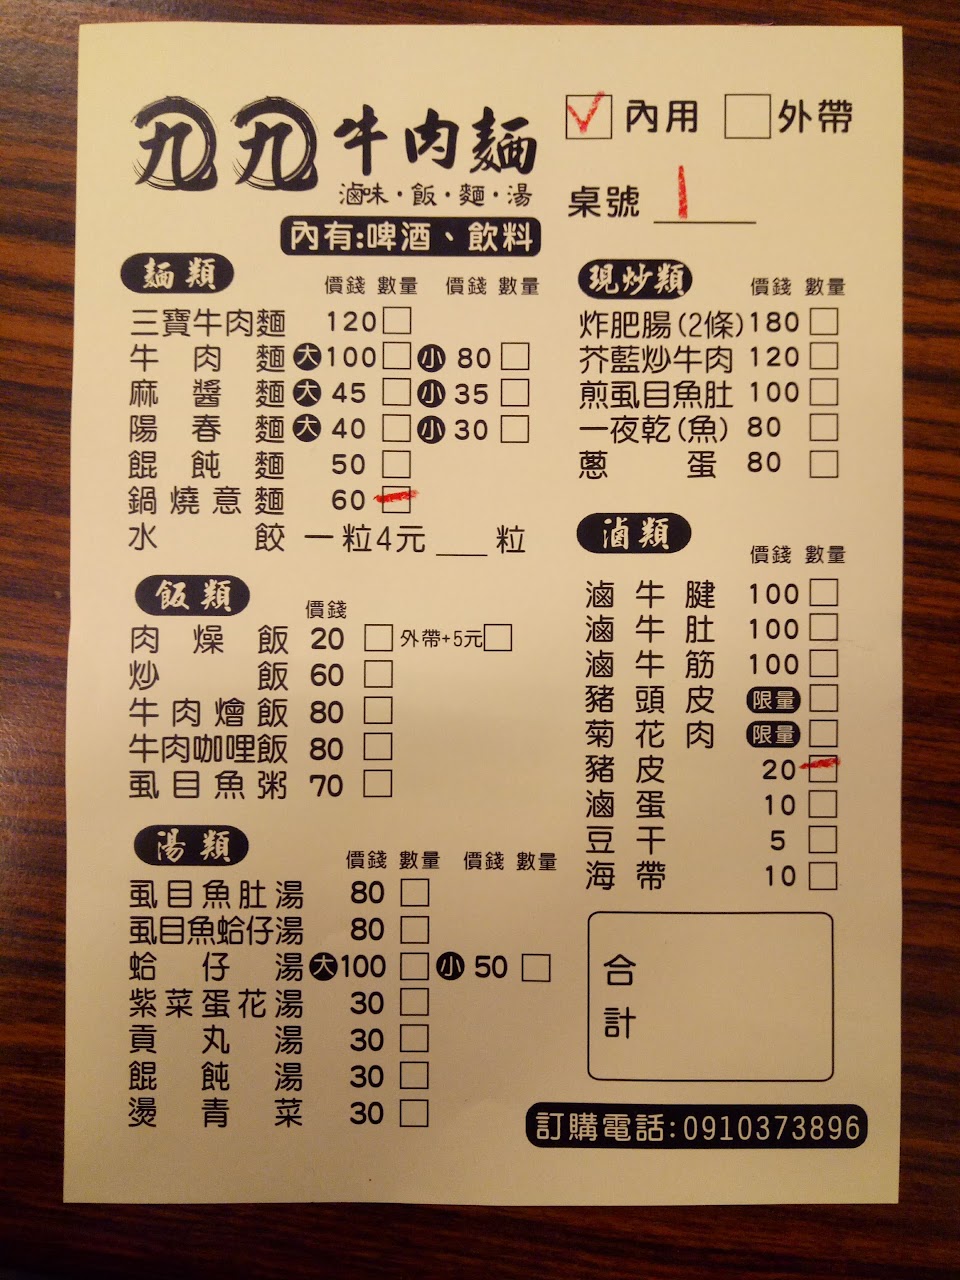 九九牛肉麵
滷味·飯·麵·湯
內有:啤酒、飲料
內用 外帶
桌號 1
麵類 價錢 數量 價錢 數量
三寶牛肉麵 120
牛肉麵 大 100 小 80
麻醬麵 大 45 小 35
陽春麵 大 40 小 30
餛飩麵 50
鍋燒意麵 60
水餃 一粒4元___粒
飯類 價錢
肉燥飯 20 外帶+5元
炒飯 60
牛肉燴飯 80
牛肉咖哩飯 80
虱目魚粥 70
湯類 價錢 數量 價錢 數量
虱目魚肚湯 80
虱目魚蛤仔湯 80
蛤仔湯 大 100 小 50
紫菜蛋花湯 30
貢丸湯 30
餛飩湯 30
燙青菜 30
現炒類 價錢 數量
炸肥腸(2條) 180
芥藍炒牛肉 120
煎虱目魚肚 100
一夜乾(魚) 80
蔥蛋 80
滷類 價錢 數量
滷牛腱 100
滷牛肚 100
滷牛筋 100
豬頭皮 限量
菊花肉 限量
豬皮 20
滷蛋 10
豆干 5
海帶 10
合計
訂購電話:0910373896